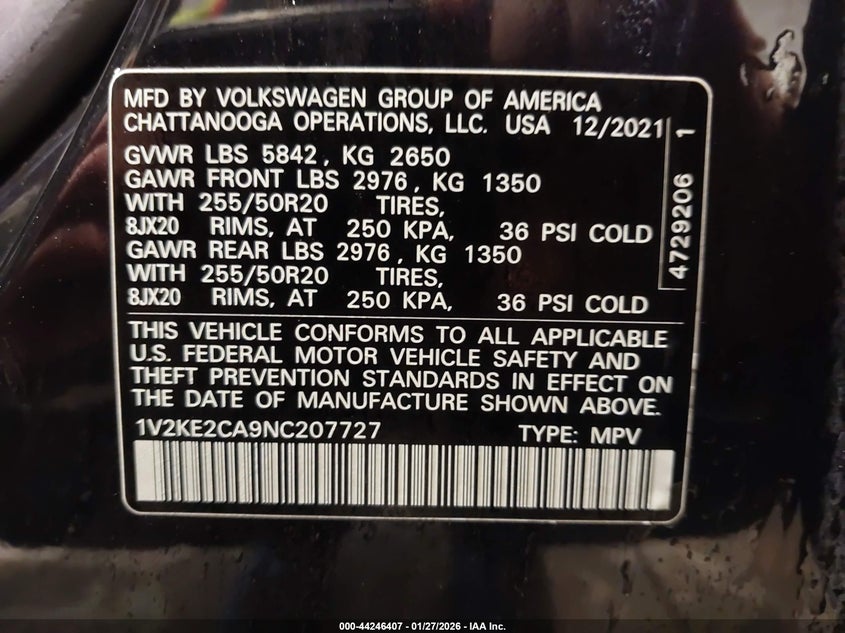 MFD BY VOLKSWAGEN GROUP OF AMERICA
CHATTANOOGA OPERATIONS, LLC. USA 12/2021
GVWR LBS 5842, KG 2650
GAWR FRONT LBS 2976, KG 1350
WITH 255/50R20 TIRES,
8JX20 RIMS, AT 250 KPA, 36 PSI COLD
GAWR REAR LBS 2976, KG 1350
WITH 255/50R20 TIRES,
8JX20 RIMS, AT 250 KPA, 36 PSI COLD
4729206 1
THIS VEHICLE CONFORMS TO ALL APPLICABLE
U.S. FEDERAL MOTOR VEHICLE SAFETY AND
THEFT PREVENTION STANDARDS IN EFFECT ON
THE DATE OF MANUFACTURE SHOWN ABOVE.
1V2KE2CA9NC207727 TYPE: MPV
000-44246407 - 01/27/2026 - IAA Inc.